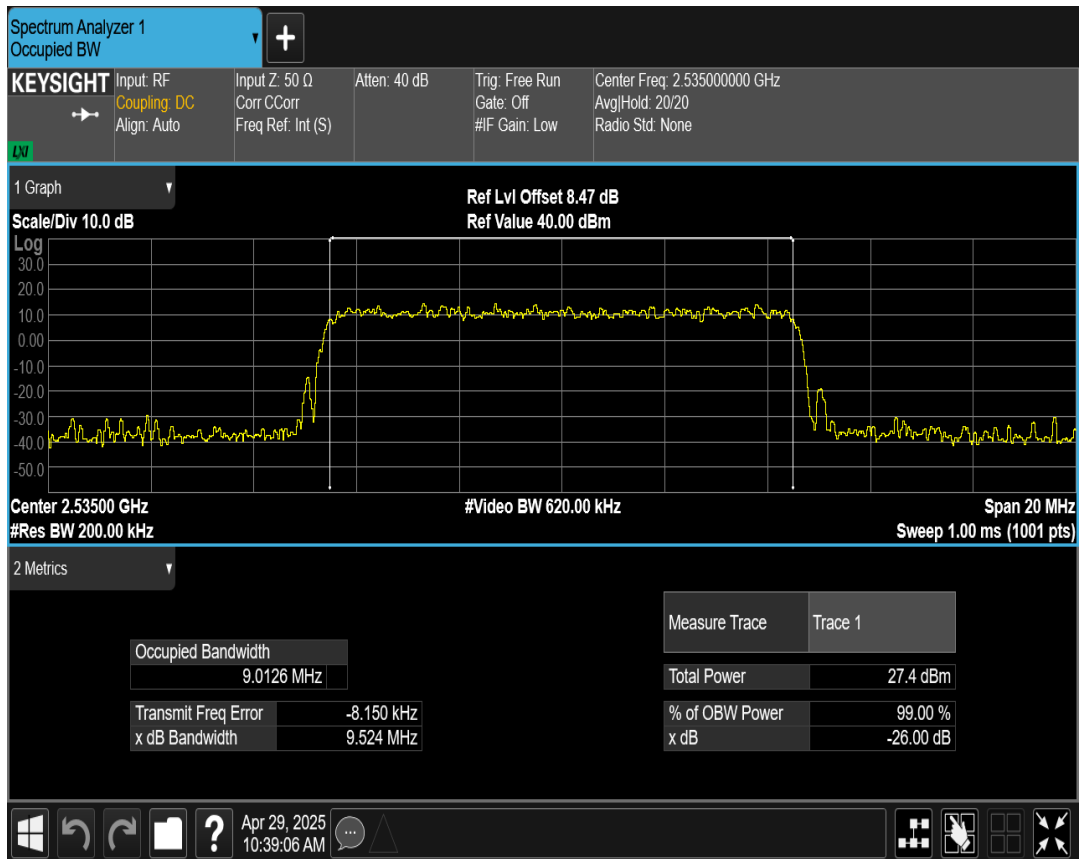 Spectrum Analyzer 1
Occupied BW
▼
+
KEYSIGHT
LXI
Input: RF
Coupling: DC
Align: Auto
Input Z: 50 Ω
Corr CCorr
Freq Ref: Int (S)
Atten: 40 dB
Trig: Free Run
Gate: Off
#IF Gain: Low
Center Freq: 2.535000000 GHz
Avg|Hold: 20/20
Radio Std: None
1 Graph ▼
Scale/Div 10.0 dB
Ref Lvl Offset 8.47 dB
Ref Value 40.00 dBm
Log
30.0
20.0
10.0
0.00
-10.0
-20.0
-30.0
-40.0
-50.0
Center 2.53500 GHz
#Res BW 200.00 kHz
#Video BW 620.00 kHz
Span 20 MHz
Sweep 1.00 ms (1001 pts)
2 Metrics ▼
Occupied Bandwidth
9.0126 MHz
Transmit Freq Error -8.150 kHz
x dB Bandwidth 9.524 MHz
Measure Trace Trace 1
Total Power 27.4 dBm
% of OBW Power 99.00 %
x dB -26.00 dB
?
Apr 29, 2025
10:39:06 AM
...